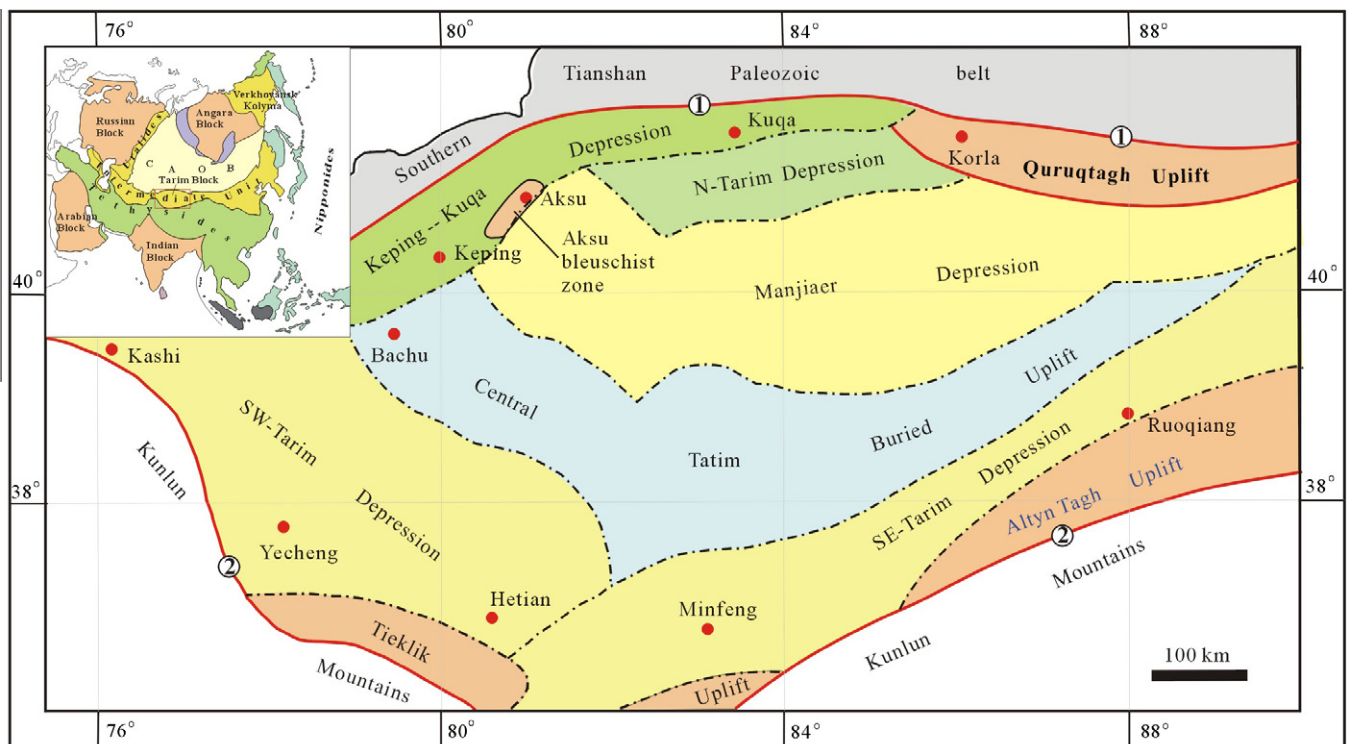 76° 80° 84° 88°
Russian
Block
Uralides
Angara
Block
Verkhoyansk
Kolyma
C A O B
Tarim Block
Intermediate Unit
Tethysides
Arabian
Block
Indian
Block
Nipponides
Southern Tianshan Paleozoic belt
1
1
Keping -- Kuqa Depression
Kuqa
N-Tarim Depression
Korla
Quruqtagh Uplift
Aksu
Aksu
bleuschist
zone
Keping
40° 40°
Manjiaer Depression
Bachu
Kashi
Central Tatim Buried Uplift
SW-Tarim Depression
Kunlun
Ruoqiang
SE-Tarim Depression
Altyn Tagh Uplift
38° 38°
Yecheng
2
2
Kunlun Mountains
Hetian
Minfeng
Tieklik
Uplift
Mountains
100 km
76° 80° 84° 88°